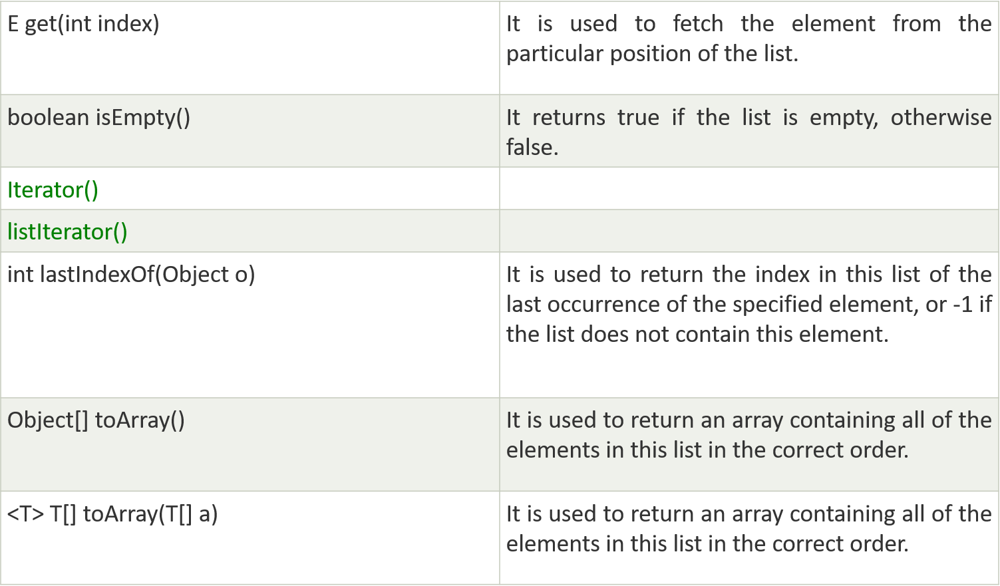 E get(int index)
It is used to fetch the element from the
particular position of the list.
boolean isEmpty()
It returns true if the list is empty, otherwise
false.
Iterator()
listIterator()
int lastIndexOf(Object o)
It is used to return the index in this list of the
last occurrence of the specified element, or -1 if
the list does not contain this element.
Object[] toArray()
It is used to return an array containing all of the
elements in this list in the correct order.
<T> T[] toArray(T[] a)
It is used to return an array containing all of the
elements in this list in the correct order.